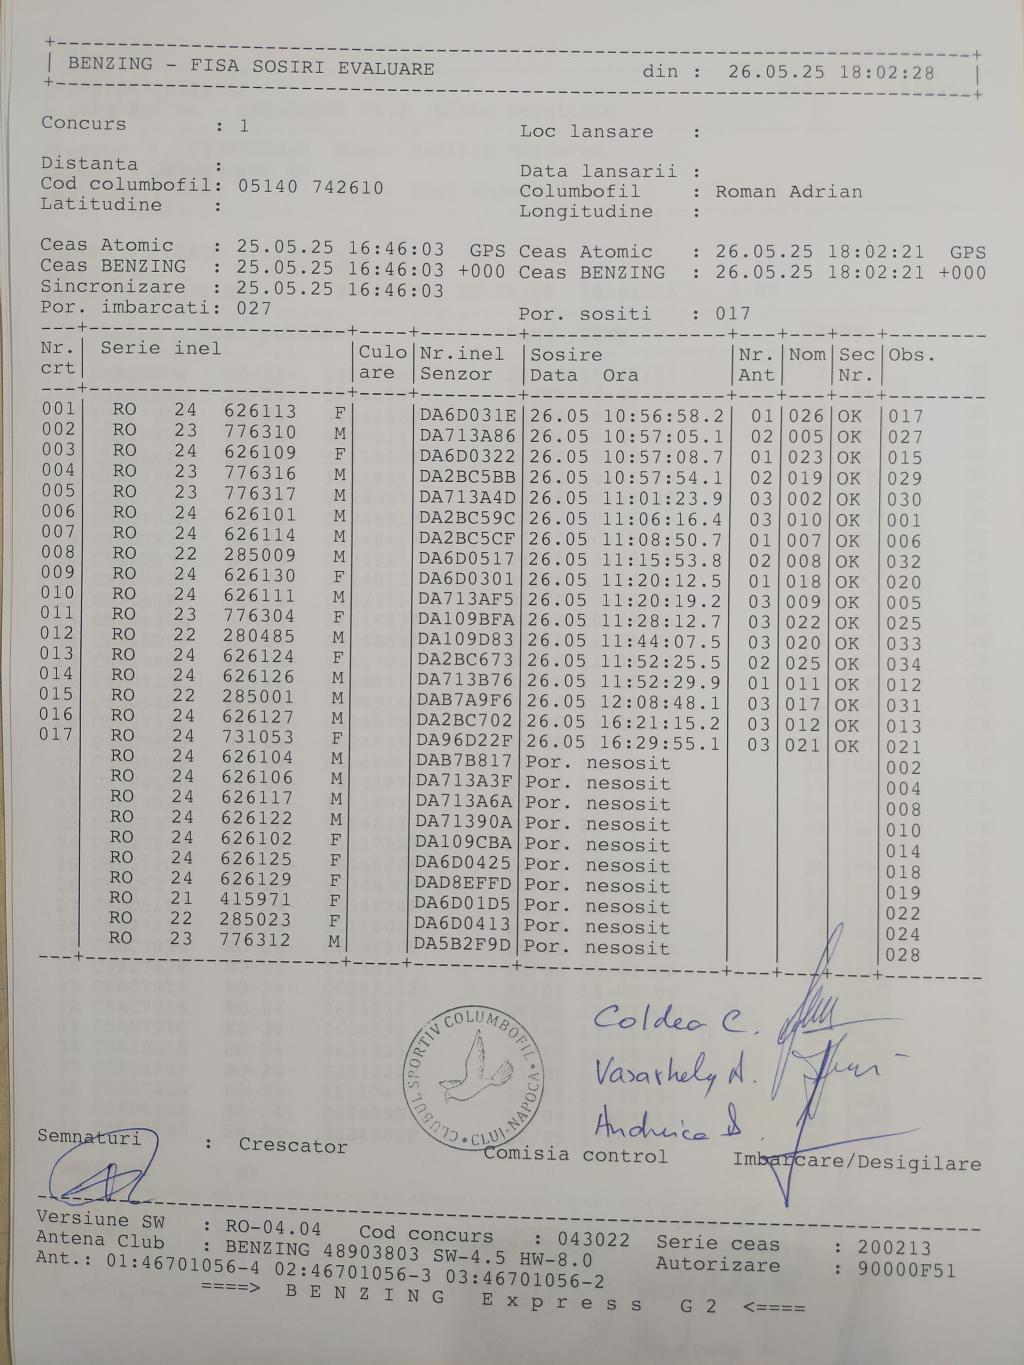 BENZING - FISA SOSIRI EVALUARE din : 26.05.25 18:02:28
Concurs : 1 Loc lansare :
Distanta : Data lansarii :
Cod columbofil: 05140 742610 Columbofil : Roman Adrian
Latitudine : Longitudine :
Ceas Atomic : 25.05.25 16:46:03 GPS Ceas Atomic : 26.05.25 18:02:21 GPS
Ceas BENZING : 25.05.25 16:46:03 +000 Ceas BENZING : 26.05.25 18:02:21 +000
Sincronizare : 25.05.25 16:46:03
Por. imbarcati: 027 Por. sositi : 017
Nr. Serie inel Culo Nr.inel Sosire Nr. Nom Sec Obs.
crt are Senzor Data Ora Ant Nr.
001 RO 24 626113 F DA6D031E 26.05 10:56:58.2 01 026 OK 017
002 RO 23 776310 M DA713A86 26.05 10:57:05.1 02 005 OK 027
003 RO 24 626109 F DA6D0322 26.05 10:57:08.7 01 023 OK 015
004 RO 23 776316 M DA2BC5BB 26.05 10:57:54.1 02 019 OK 029
005 RO 23 776317 M DA713A4D 26.05 11:01:23.9 03 002 OK 030
006 RO 24 626101 M DA2BC59C 26.05 11:06:16.4 03 010 OK 001
007 RO 24 626114 M DA2BC5CF 26.05 11:08:50.7 01 007 OK 006
008 RO 22 285009 M DA6D0517 26.05 11:15:53.8 02 008 OK 032
009 RO 24 626130 F DA6D0301 26.05 11:20:12.5 01 018 OK 020
010 RO 24 626111 M DA713AF5 26.05 11:20:19.2 03 009 OK 005
011 RO 23 776304 F DA109BFA 26.05 11:28:12.7 03 022 OK 025
012 RO 22 280485 M DA109D83 26.05 11:44:07.5 03 020 OK 033
013 RO 24 626124 F DA2BC673 26.05 11:52:25.5 02 025 OK 034
014 RO 24 626126 M DA713B76 26.05 11:52:29.9 01 011 OK 012
015 RO 22 285001 M DAB7A9F6 26.05 12:08:48.1 03 017 OK 031
016 RO 24 626127 M DA2BC702 26.05 16:21:15.2 03 012 OK 013
017 RO 24 731053 F DA96D22F 26.05 16:29:55.1 03 021 OK 021
RO 24 626104 M DAB7B817 Por. nesosit 002
RO 24 626106 M DA713A3F Por. nesosit 004
RO 24 626117 M DA713A6A Por. nesosit 008
RO 24 626122 M DA71390A Por. nesosit 010
RO 24 626102 F DA109CBA Por. nesosit 014
RO 24 626125 F DA6D0425 Por. nesosit 018
RO 24 626129 F DAD8EFFD Por. nesosit 019
RO 21 415971 F DA6D01D5 Por. nesosit 022
RO 22 285023 F DA6D0413 Por. nesosit 024
RO 23 776312 M DA5B2F9D Por. nesosit 028
Coldea C.
Vasarhely A.
Andreica D.
CLUBUL SPORTIV COLUMBOFIL
CLUJ-NAPOCA
Semnaturi : Crescator Comisia control Imbarcare/Desigilare
Versiune SW : RO-04.04 Cod concurs : 043022 Serie ceas : 200213
Antena Club : BENZING 48903803 SW-4.5 HW-8.0 Autorizare : 90000F51
Ant.: 01:46701056-4 02:46701056-3 03:46701056-2
====> B E N Z I N G E x p r e s s G 2 <====